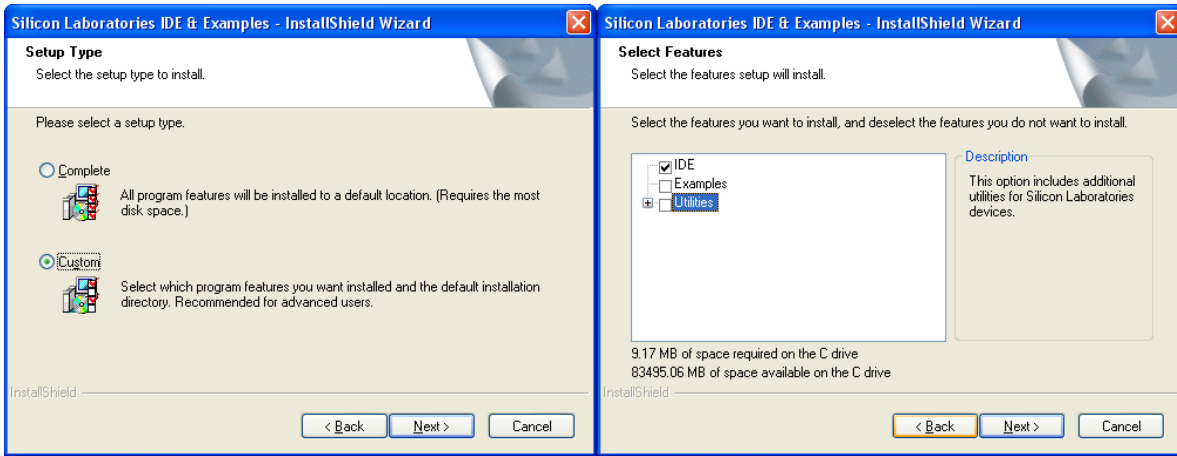 Silicon Laboratories IDE & Examples - InstallShield Wizard
Setup Type
Select the setup type to install.
Please select a setup type.
Complete
All program features will be installed to a default location. (Requires the most
disk space.)
Custom
Select which program features you want installed and the default installation
directory. Recommended for advanced users.
InstallShield
< Back
Next >
Cancel
Silicon Laboratories IDE & Examples - InstallShield Wizard
Select Features
Select the features setup will install.
Select the features you want to install, and deselect the features you do not want to install.
IDE
Examples
Utilities
Description
This option includes additional
utilities for Silicon Laboratories
devices.
9.17 MB of space required on the C drive
83495.06 MB of space available on the C drive
InstallShield
< Back
Next >
Cancel